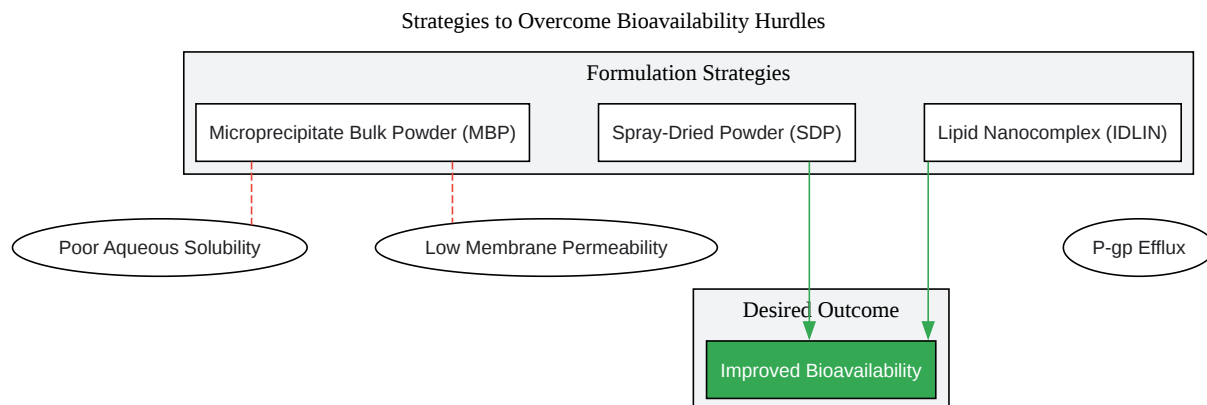 Strategies to Overcome Bioavailability Hurdles
Formulation Strategies
Microprecipitate Bulk Powder (MBP)
Spray-Dried Powder (SDP)
Lipid Nanocomplex (IDLIN)
Poor Aqueous Solubility
Low Membrane Permeability
P-gp Efflux
Desired Outcome
Improved Bioavailability